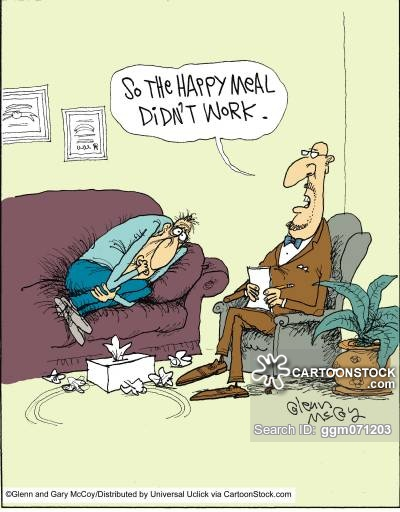 So THE HAPPY MEAL
DIDN'T WORK.
CARTOONSTOCK
.com
Glenn
McCoy
Search ID: ggm071203
©Glenn and Gary McCoy/Distributed by Universal Uclick via CartoonStock.com